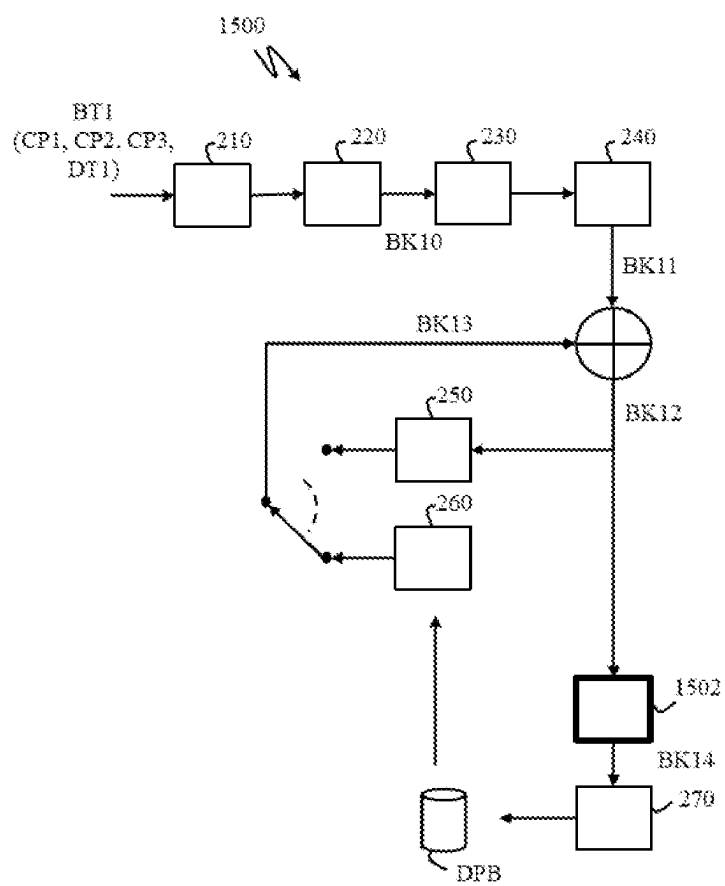 1500
BT1
(CP1, CP2. CP3,
DT1)
210
220
230
240
BK10
BK11
BK13
BK12
250
260
1502
BK14
270
DPB